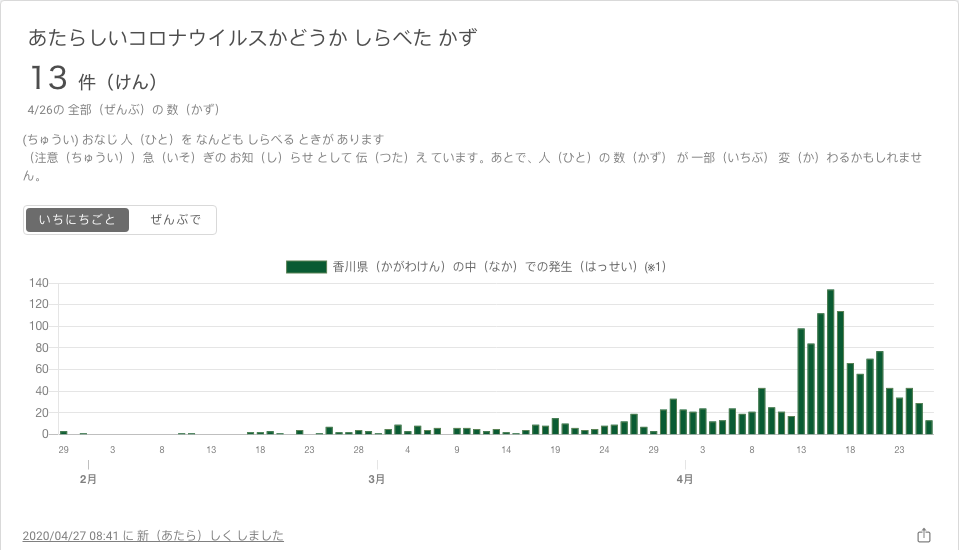 あたらしいコロナウイルスかどうか しらべた かず
13 件（けん）
4/26の 全部（ぜんぶ）の 数（かず）
(ちゅうい) おなじ 人（ひと）を なんども しらべる ときが あります
（注意（ちゅうい））急（いそ）ぎの お知（し）らせ として 伝（つた）え ています。あとで、人（ひと）の 数（かず） が 一部（いちぶ） 変（か）わるかもしれませ
ん。
いちにちごと ぜんぶで
香川県（かがわけん）の中（なか）での発生（はっせい）(※1)
140
120
100
80
60
40
20
0
29 3 8 13 18 23 28 4 9 14 19 24 29 3 8 13 18 23
2月 3月 4月
2020/04/27 08:41 に 新（あたら）しく しました